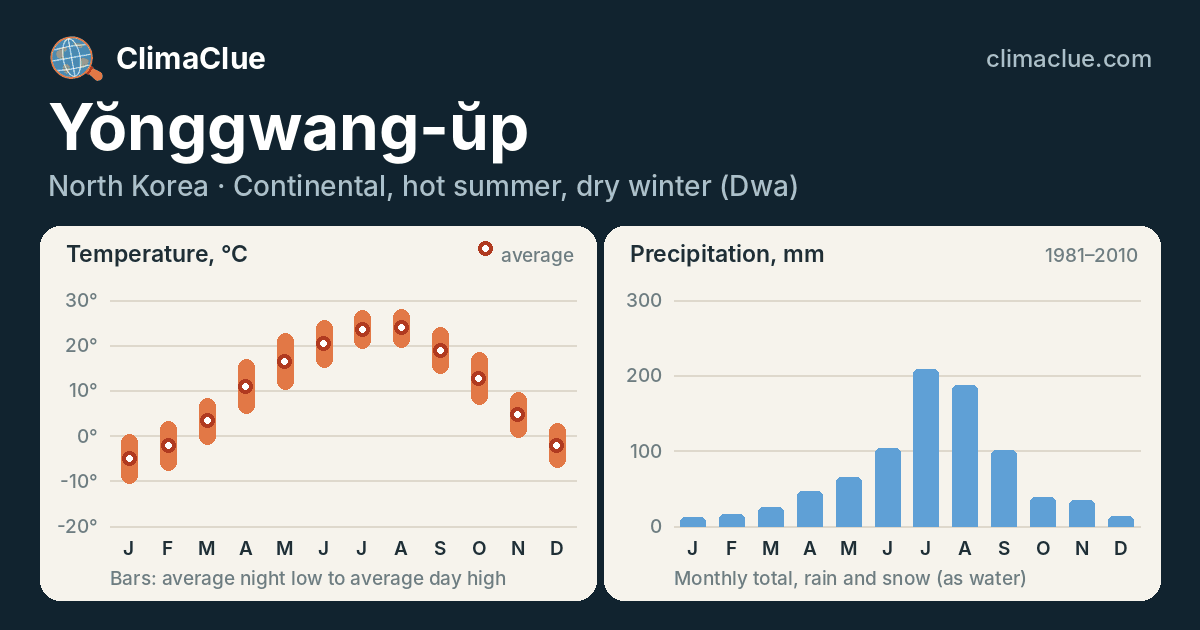 ClimaClue
climaclue.com
Yŏnggwang-ŭp
North Korea · Continental, hot summer, dry winter (Dwa)
Temperature, °C
average
30°
20°
10°
0°
-10°
-20°
J F M A M J J A S O N D
Bars: average night low to average day high
Precipitation, mm
1981–2010
300
200
100
0
J F M A M J J A S O N D
Monthly total, rain and snow (as water)